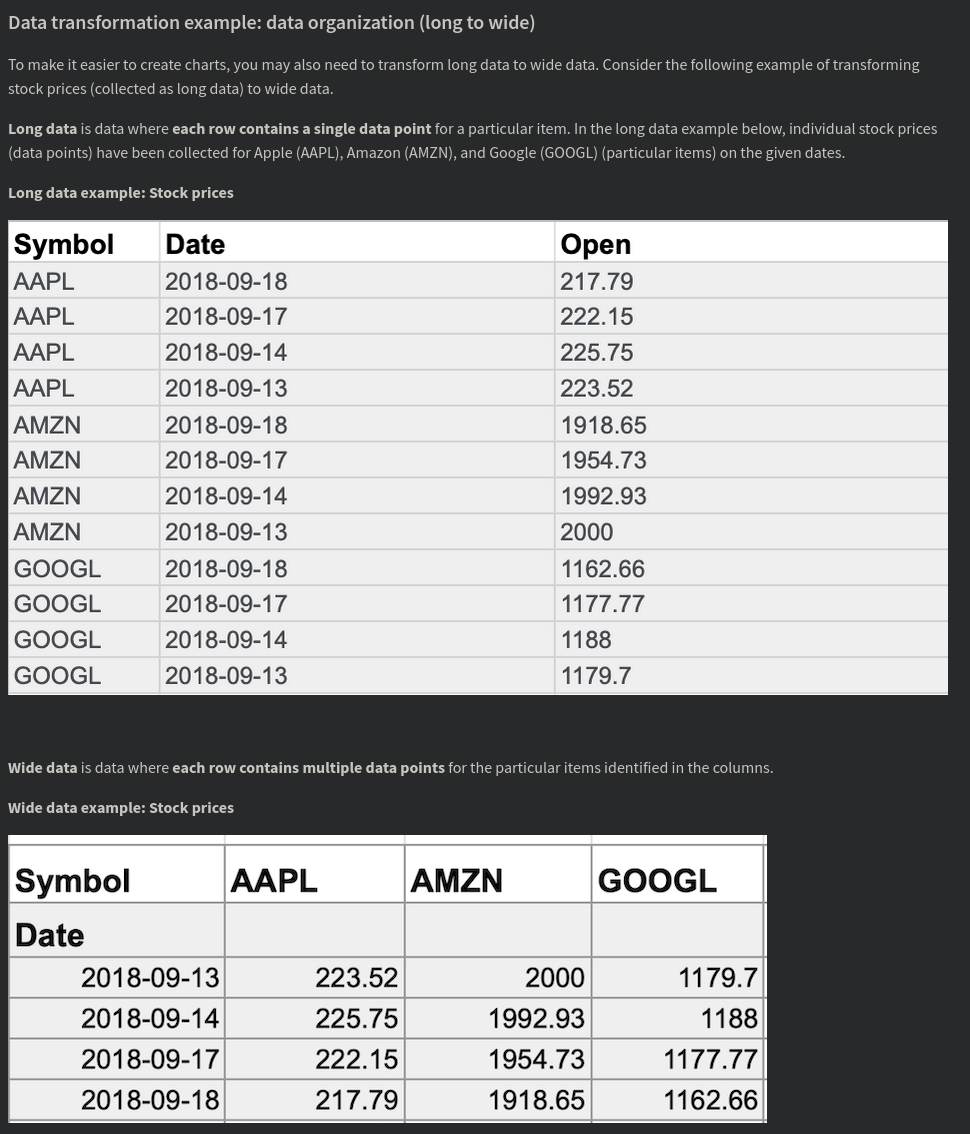 Data transformation example: data organization (long to wide)
To make it easier to create charts, you may also need to transform long data to wide data. Consider the following example of transforming
stock prices (collected as long data) to wide data.
Long data is data where each row contains a single data point for a particular item. In the long data example below, individual stock prices
(data points) have been collected for Apple (AAPL), Amazon (AMZN), and Google (GOOGL) (particular items) on the given dates.
Long data example: Stock prices
Symbol Date Open
AAPL 2018-09-18 217.79
AAPL 2018-09-17 222.15
AAPL 2018-09-14 225.75
AAPL 2018-09-13 223.52
AMZN 2018-09-18 1918.65
AMZN 2018-09-17 1954.73
AMZN 2018-09-14 1992.93
AMZN 2018-09-13 2000
GOOGL 2018-09-18 1162.66
GOOGL 2018-09-17 1177.77
GOOGL 2018-09-14 1188
GOOGL 2018-09-13 1179.7
Wide data is data where each row contains multiple data points for the particular items identified in the columns.
Wide data example: Stock prices
Symbol AAPL AMZN GOOGL
Date
2018-09-13 223.52 2000 1179.7
2018-09-14 225.75 1992.93 1188
2018-09-17 222.15 1954.73 1177.77
2018-09-18 217.79 1918.65 1162.66